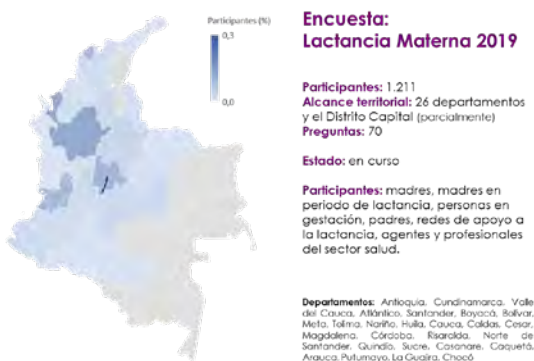 Participantes (%)
0,3
0,0
Encuesta:
Lactancia Materna 2019
Participantes: 1.211
Alcance territorial: 26 departamentos
y el Distrito Capital (parcialmente)
Preguntas: 70
Estado: en curso
Participantes: madres, madres en
periodo de lactancia, personas en
gestación, padres, redes de apoyo a
la lactancia, agentes y profesionales
del sector salud.
Departamentos: Antioquia, Cundinamarca, Valle
del Cauca, Atlántico, Santander, Boyacá, Bolívar,
Meta, Tolima, Nariño, Huila, Cauca, Caldas, Cesar,
Magdalena, Córdoba, Risaralda, Norte de
Santander, Quindío, Sucre, Casanare, Caquetá,
Arauca, Putumayo, La Guajira, Chocó